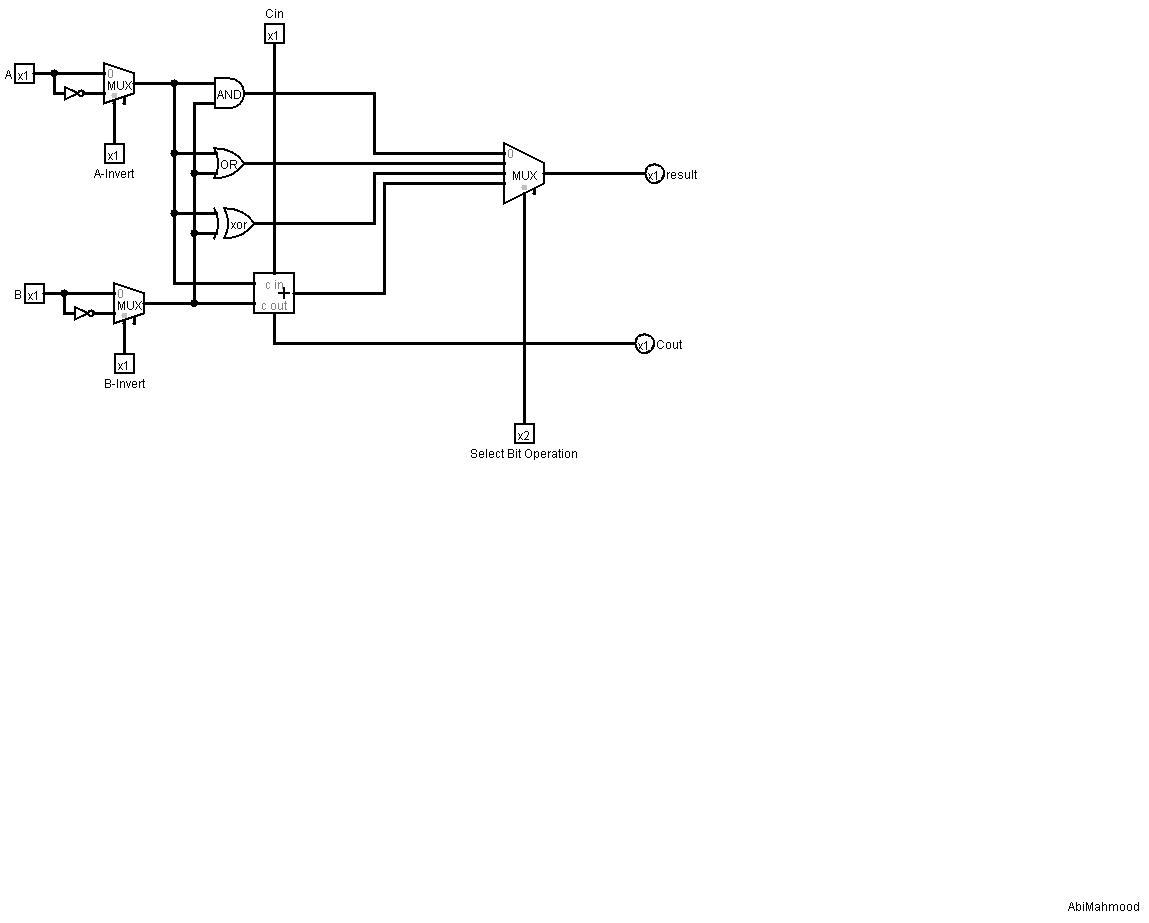 Cin
x1
A x1
0
MUX
AND
x1
A-Invert
OR
0
MUX
x1 result
xor
B x1
0
MUX
c in
+
c out
x1
B-Invert
x1 Cout
x2
Select Bit Operation
AbiMahmood